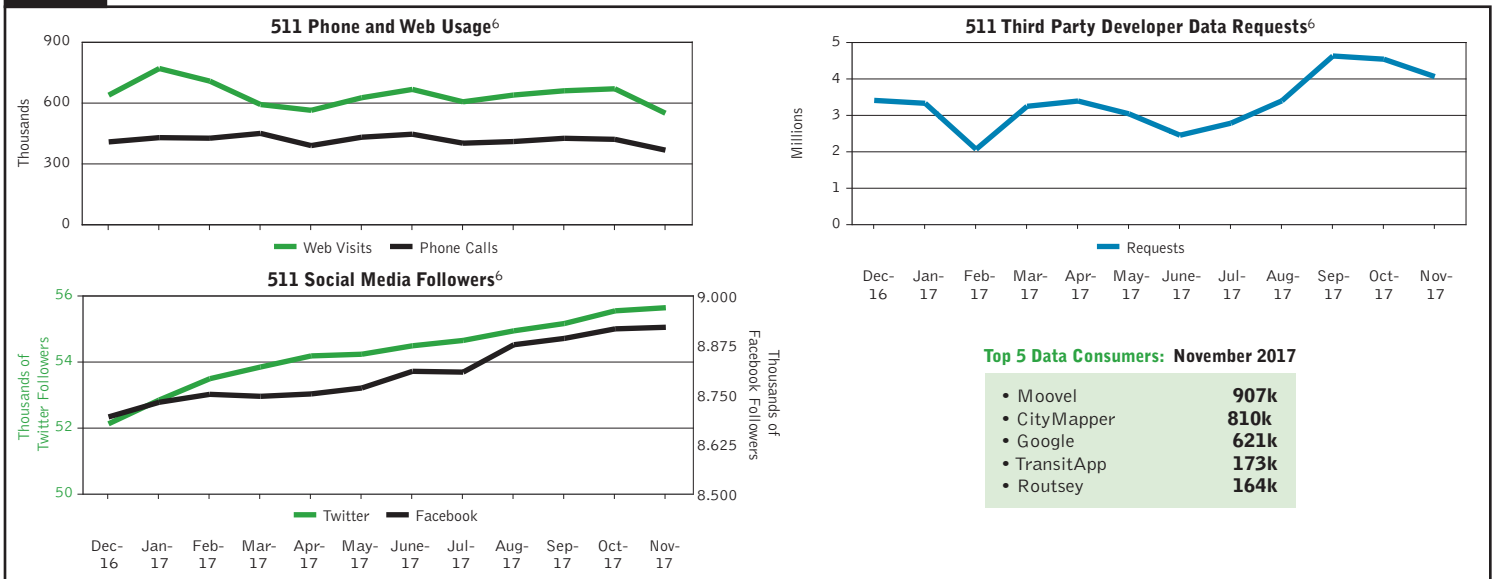 511 Phone and Web Usage⁶
900
600
300
0
Thousands
Web Visits Phone Calls
511 Social Media Followers⁶
56
54
52
50
Thousands of
Twitter Followers
9.000
8.875
8.750
8.625
8.500
Thousands of
Facebook Followers
Twitter Facebook
Dec- Jan- Feb- Mar- Apr- May- June- Jul- Aug- Sep- Oct- Nov-
16 17 17 17 17 17 17 17 17 17 17 17
511 Third Party Developer Data Requests⁶
5
4
3
2
1
0
Millions
Requests
Dec- Jan- Feb- Mar- Apr- May- June- Jul- Aug- Sep- Oct- Nov-
16 17 17 17 17 17 17 17 17 17 17 17
Top 5 Data Consumers: November 2017
• Moovel 907k
• CityMapper 810k
• Google 621k
• TransitApp 173k
• Routsey 164k